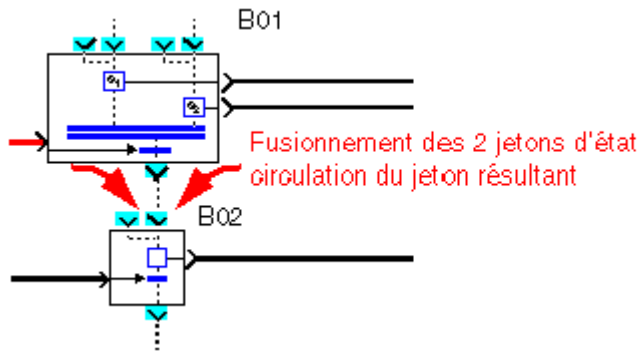 B01
Fusionnement des 2 jetons d'état
circulation du jeton résultant
B02